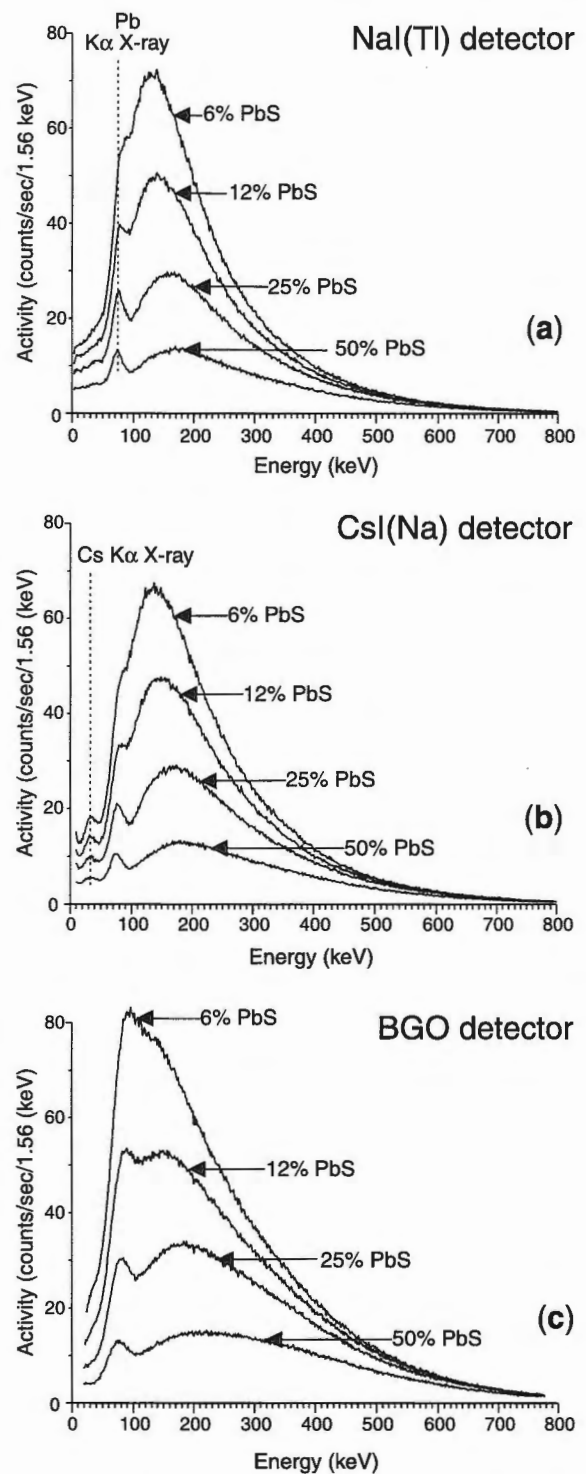 Pb
Kα X-ray
NaI(Tl) detector
80
60
40
20
0
Activity (counts/sec/1.56 keV)
6% PbS
12% PbS
25% PbS
50% PbS
(a)
0 100 200 300 400 500 600 700 800
Energy (keV)
Cs Kα X-ray
CsI(Na) detector
80
60
40
20
0
Activity (counts/sec/1.56 (keV)
6% PbS
12% PbS
25% PbS
50% PbS
(b)
0 100 200 300 400 500 600 700 800
Energy (keV)
BGO detector
80
60
40
20
0
Activity (counts/sec/1.56 (keV)
6% PbS
12% PbS
25% PbS
50% PbS
(c)
0 100 200 300 400 500 600 700 800
Energy (keV)